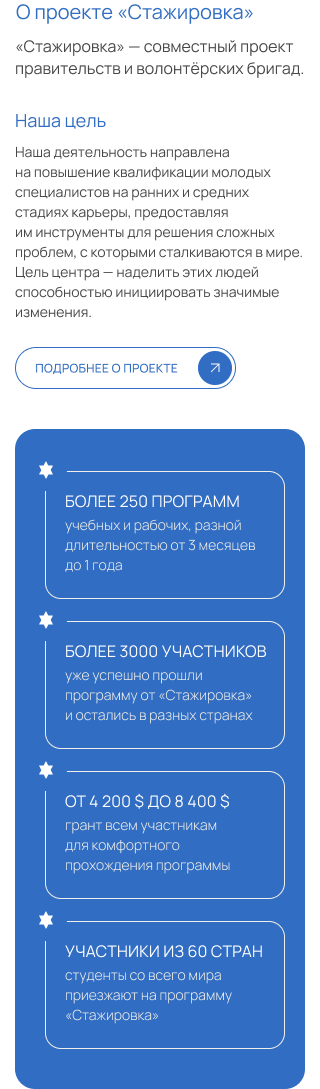 О проекте «Стажировка»
«Стажировка» — совместный проект
правительств и волонтёрских бригад.
Наша цель
Наша деятельность направлена
на повышение квалификации молодых
специалистов на ранних и средних
стадиях карьеры, предоставляя
им инструменты для решения сложных
проблем, с которыми сталкиваются в мире.
Цель центра — наделить этих людей
способностью инициировать значимые
изменения.
ПОДРОБНЕЕ О ПРОЕКТЕ
БОЛЕЕ 250 ПРОГРАММ
учебных и рабочих, разной
длительностью от 3 месяцев
до 1 года
БОЛЕЕ 3000 УЧАСТНИКОВ
уже успешно прошли
программу от «Стажировка»
и остались в разных странах
ОТ 4 200 $ ДО 8 400 $
грант всем участникам
для комфортного
прохождения программы
УЧАСТНИКИ ИЗ 60 СТРАН
студенты со всего мира
приезжают на программу
«Стажировка»